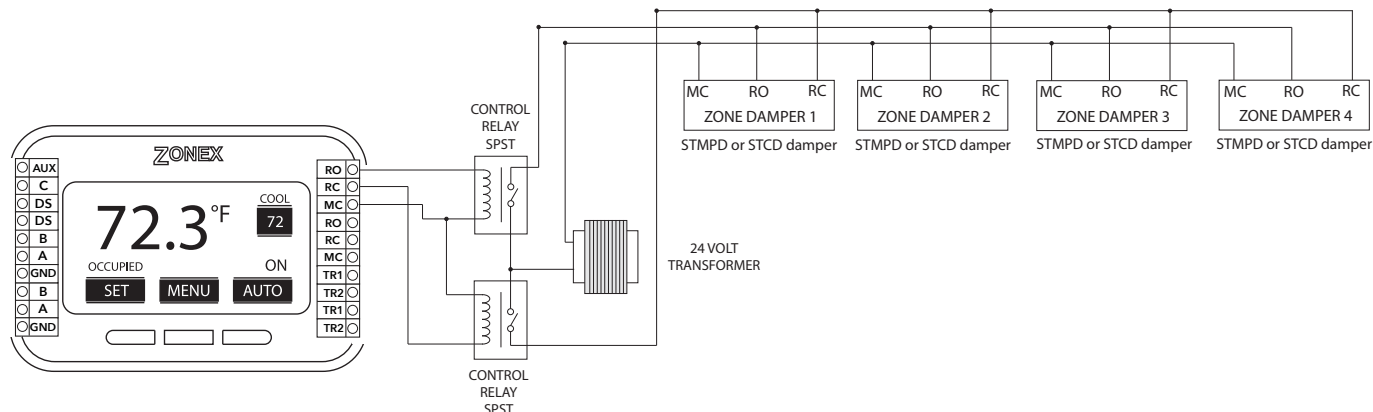 MC RO RC
ZONE DAMPER 1
STMPD or STCD damper
MC RO RC
ZONE DAMPER 2
STMPD or STCD damper
MC RO RC
ZONE DAMPER 3
STMPD or STCD damper
MC RO RC
ZONE DAMPER 4
STMPD or STCD damper
CONTROL
RELAY
SPST
ZONEX
AUX
C
DS
DS
B
A
GND
B
A
GND
72.3°F
COOL
72
OCCUPIED
ON
SET MENU AUTO
RO
RC
MC
RO
RC
MC
TR1
TR2
TR1
TR2
24 VOLT
TRANSFORMER
CONTROL
RELAY
SPST